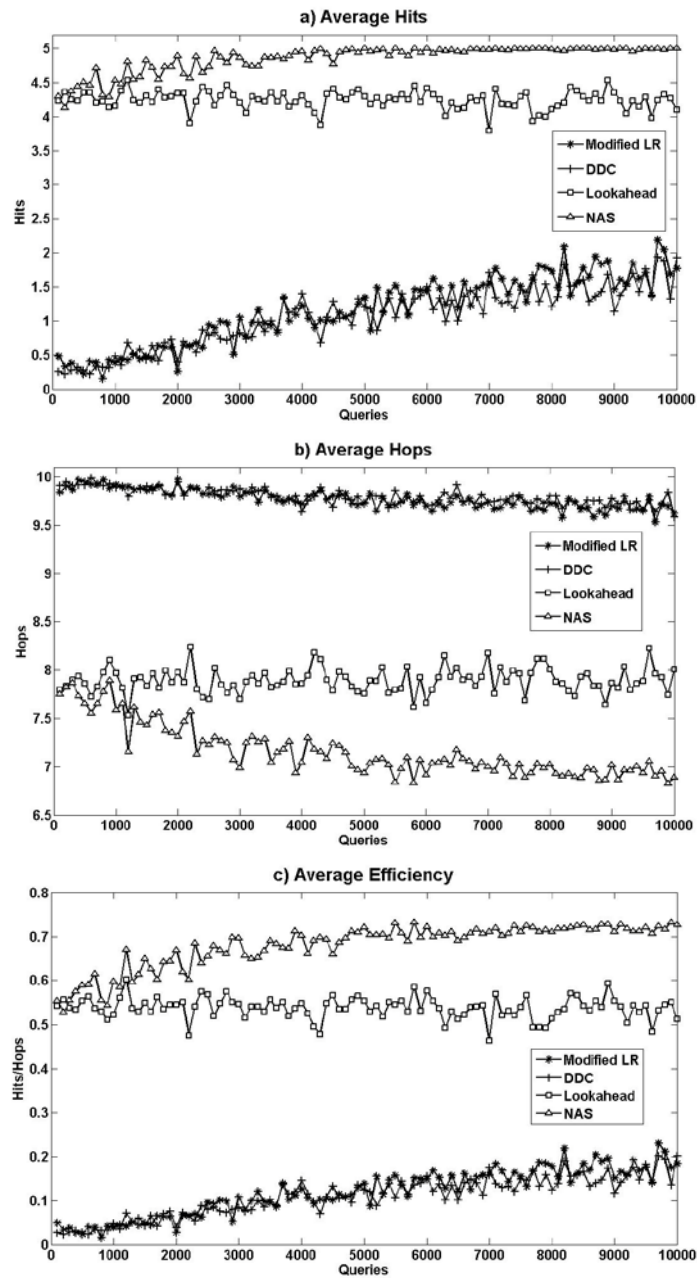 a) Average Hits
5
4.5
4
3.5
3
2.5
2
1.5
1
0.5
0
Hits
Modified LR
DDC
Lookahead
NAS
0 1000 2000 3000 4000 5000 6000 7000 8000 9000 10000
Queries
b) Average Hops
10
9.5
9
8.5
8
7.5
7
6.5
Hops
Modified LR
DDC
Lookahead
NAS
0 1000 2000 3000 4000 5000 6000 7000 8000 9000 10000
Queries
c) Average Efficiency
0.8
0.7
0.6
0.5
0.4
0.3
0.2
0.1
0
Hits/Hops
Modified LR
DDC
Lookahead
NAS
0 1000 2000 3000 4000 5000 6000 7000 8000 9000 10000
Queries